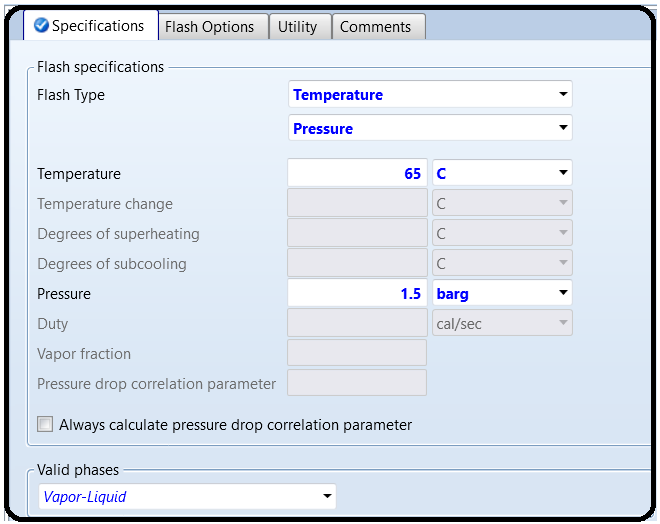 Specifications Flash Options Utility Comments
Flash specifications
Flash Type Temperature
Pressure
Temperature 65 C
Temperature change C
Degrees of superheating C
Degrees of subcooling C
Pressure 1.5 barg
Duty cal/sec
Vapor fraction
Pressure drop correlation parameter
Always calculate pressure drop correlation parameter
Valid phases
Vapor-Liquid